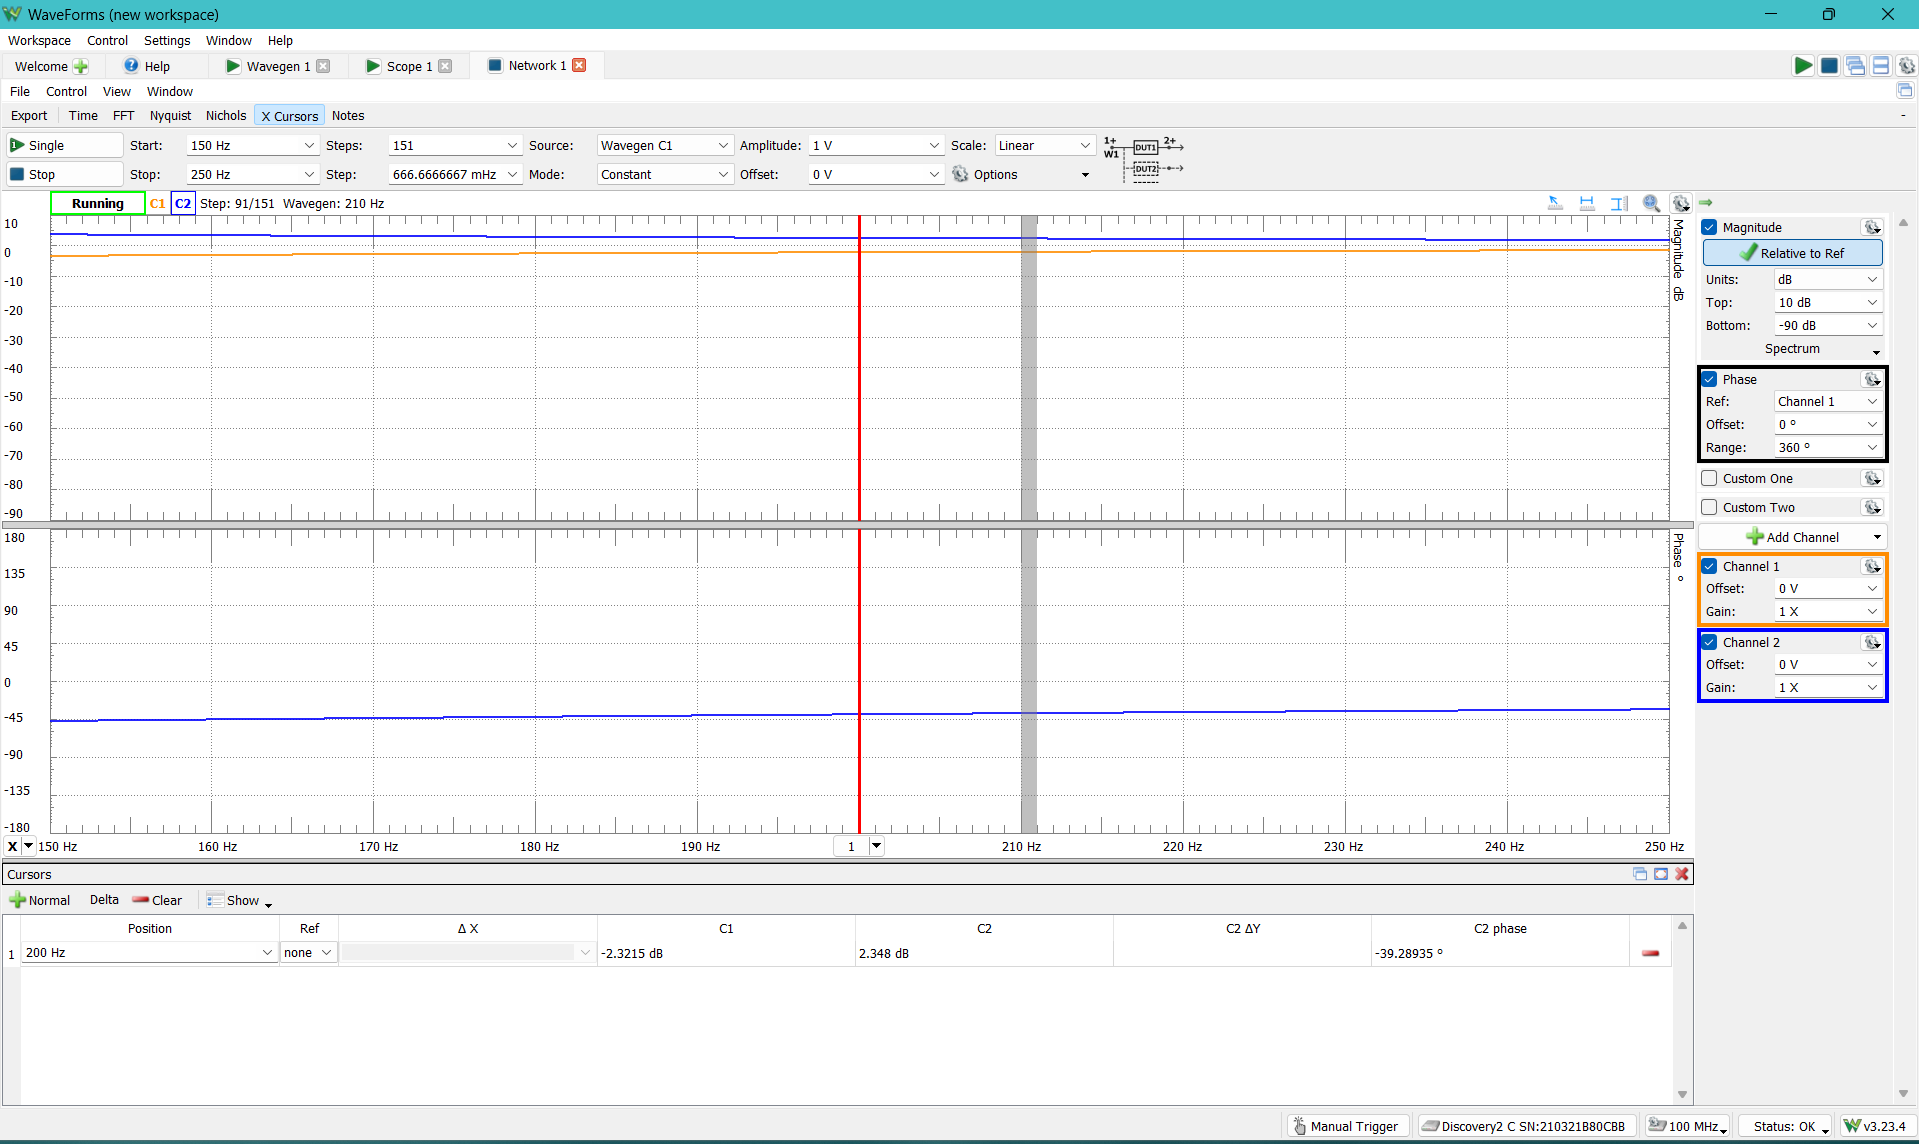 WaveForms (new workspace)
Workspace Control Settings Window Help
Welcome Help Wavegen 1 Scope 1 Network 1
File Control View Window
Export Time FFT Nyquist Nichols X Cursors Notes
Single Start: 150 Hz Steps: 151 Source: Wavegen C1 Amplitude: 1 V Scale: Linear 1+ W1 DUT1 2+
Stop Stop: 250 Hz Step: 666.6666667 mHz Mode: Constant Offset: 0 V Options DUT2
Running C1 C2 Step: 91/151 Wavegen: 210 Hz
10
0
-10
-20
-30
-40
-50
-60
-70
-80
-90
Magnitude dB
180
135
90
45
0
-45
-90
-135
-180
Phase °
X 150 Hz 160 Hz 170 Hz 180 Hz 190 Hz 1 210 Hz 220 Hz 230 Hz 240 Hz 250 Hz
Magnitude
Relative to Ref
Units: dB
Top: 10 dB
Bottom: -90 dB
Spectrum
Phase
Ref: Channel 1
Offset: 0 °
Range: 360 °
Custom One
Custom Two
Add Channel
Channel 1
Offset: 0 V
Gain: 1 X
Channel 2
Offset: 0 V
Gain: 1 X
Cursors
Normal Delta Clear Show
Position Ref Δ X C1 C2 C2 ΔY C2 phase
1 200 Hz none -2.3215 dB 2.348 dB -39.28935 °
Manual Trigger Discovery2 C SN:210321B80CBB 100 MHz Status: OK v3.23.4